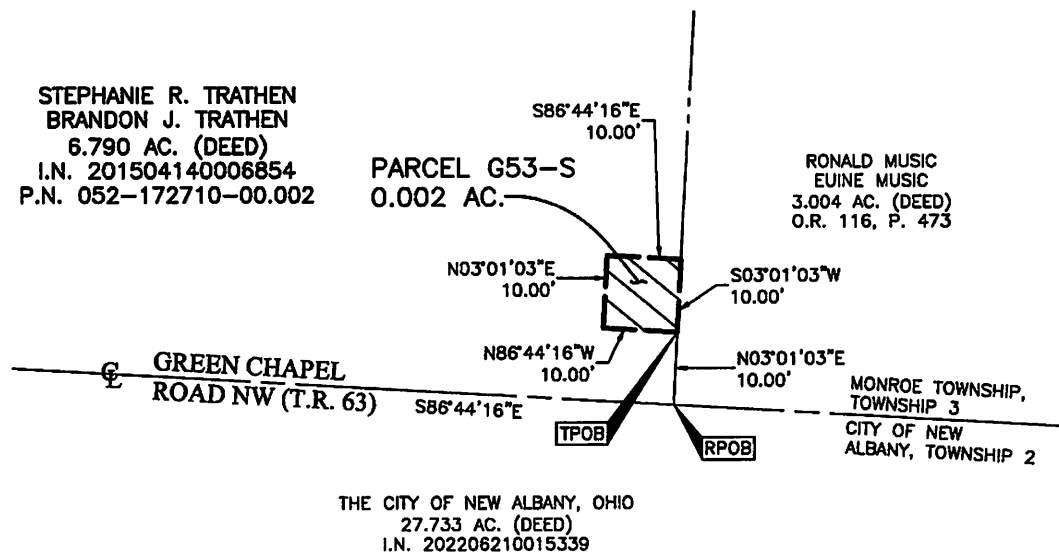 STEPHANIE R. TRATHEN
BRANDON J. TRATHEN
6.790 AC. (DEED)
I.N. 201504140006854
P.N. 052-172710-00.002
PARCEL G53-S
0.002 AC.
S86°44'16"E
10.00'
RONALD MUSIC
EUINE MUSIC
3.004 AC. (DEED)
O.R. 116, P. 473
N03°01'03"E
10.00'
S03°01'03"W
10.00'
N86°44'16"W
10.00'
N03°01'03"E
10.00'
℄ GREEN CHAPEL
ROAD NW (T.R. 63)
S86°44'16"E
MONROE TOWNSHIP,
TOWNSHIP 3
CITY OF NEW
ALBANY, TOWNSHIP 2
TPOB
RPOB
THE CITY OF NEW ALBANY, OHIO
27.733 AC. (DEED)
I.N. 202206210015339